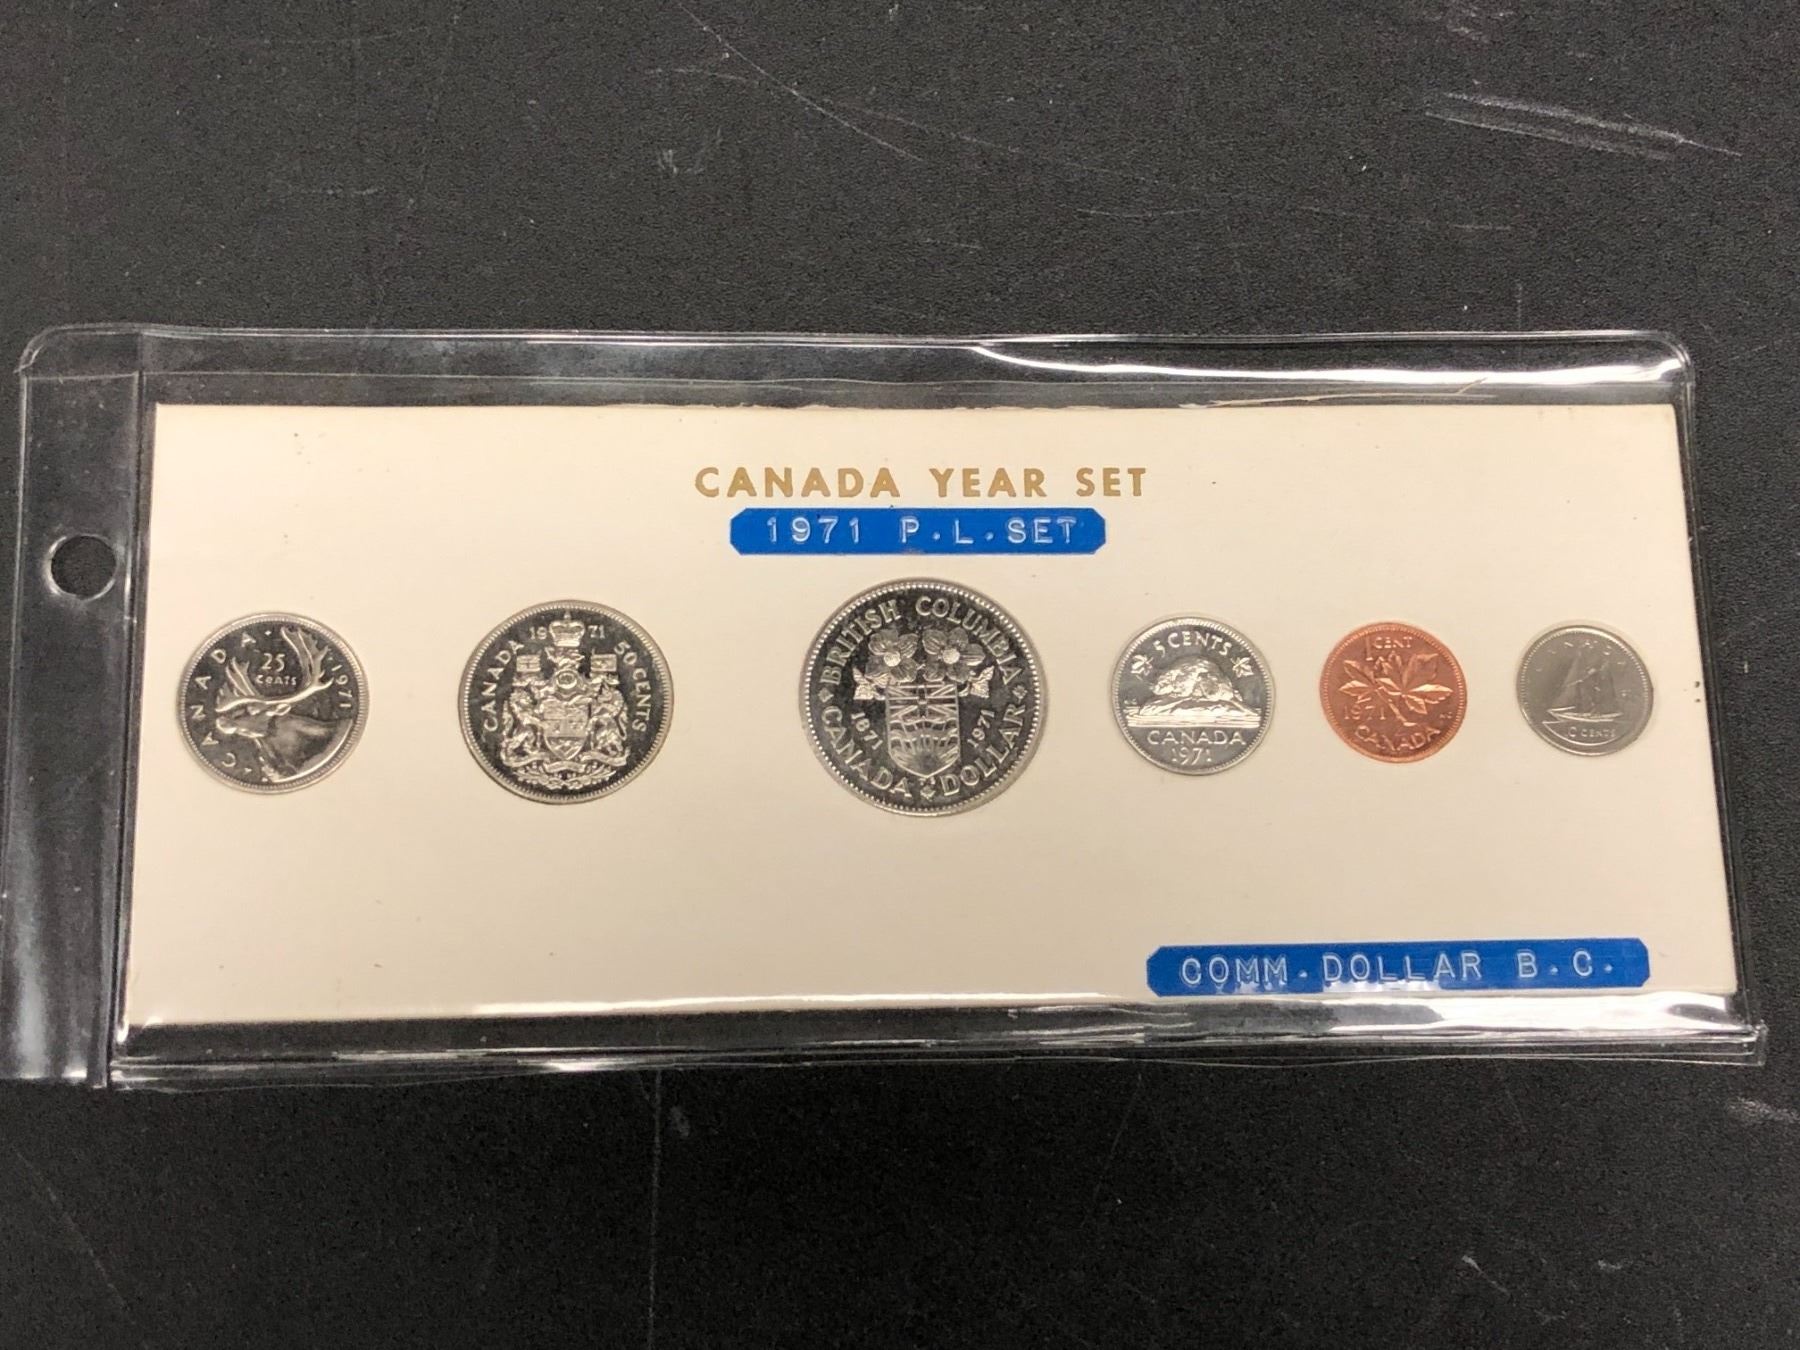 CANADA YEAR SET
1971 P.L.SET
CANADA 25 CENTS 1971
CANADA 1971 50 CENTS
BRITISH COLUMBIA
1871 1971
CANADA DOLLAR
5 CENTS
CANADA
1971
1 CENT
1971
CANADA
CANADA
10 CENTS
COMM.DOLLAR B.C.